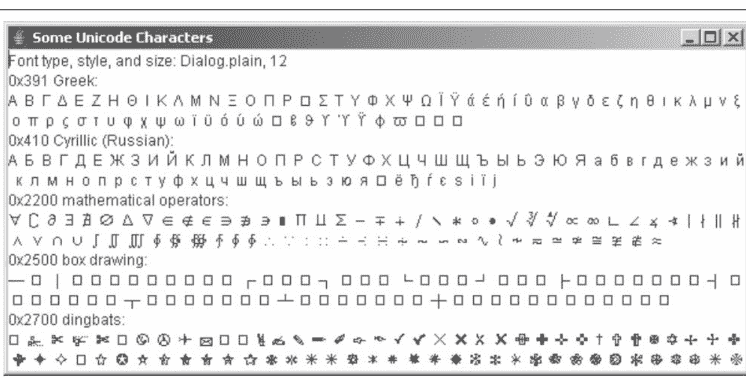 Some Unicode Characters
Font type, style, and size: Dialog.plain, 12
0x391 Greek:
Α Β Γ Δ Ε Ζ Η Θ Ι Κ Λ Μ Ν Ξ Ο Π Ρ □ Σ Τ Υ Φ Χ Ψ Ω Ϊ Ϋ ά έ ή ί ΰ α β γ δ ε ζ η θ ι κ λ μ ν ξ
ο π ρ ς σ τ υ φ χ ψ ω ϊ ϋ ό ύ ώ □ ϐ ϑ ϒ ϓ ϔ ϕ ϖ □ □ □
0x410 Cyrillic (Russian):
А Б В Г Д Е Ж З И Й К Л М Н О П Р С Т У Ф Х Ц Ч Ш Щ Ъ Ы Ь Э Ю Я а б в г д е ж з и й
к л м н о п р с т у ф х ц ч ш щ ъ ы ь э ю я □ ё ђ ѓ є ѕ і ї ј
0x2200 mathematical operators:
∀ ∁ ∂ ∃ ∄ ∅ ∆ ∇ ∈ ∉ ∊ ∋ ∌ ∍ ∎ ∏ ∐ ∑ − ∓ ∔ ∕ ∖ ∗ ∘ ∙ √ ∛ ∜ ∝ ∞ ∟ ∠ ∡ ∢ ∣ ∤ ∥ ∦
∧ ∨ ∩ ∪ ∫ ∬ ∭ ∮ ∯ ∰ ∱ ∲ ∳ ∴ ∵ ∶ ∷ ∸ ∹ ∺ ∻ ∼ ∽ ∾ ∿ ≀ ≁ ≂ ≃ ≄ ≅ ≆ ≇ ≈
0x2500 box drawing:
0x2700 dingbats: